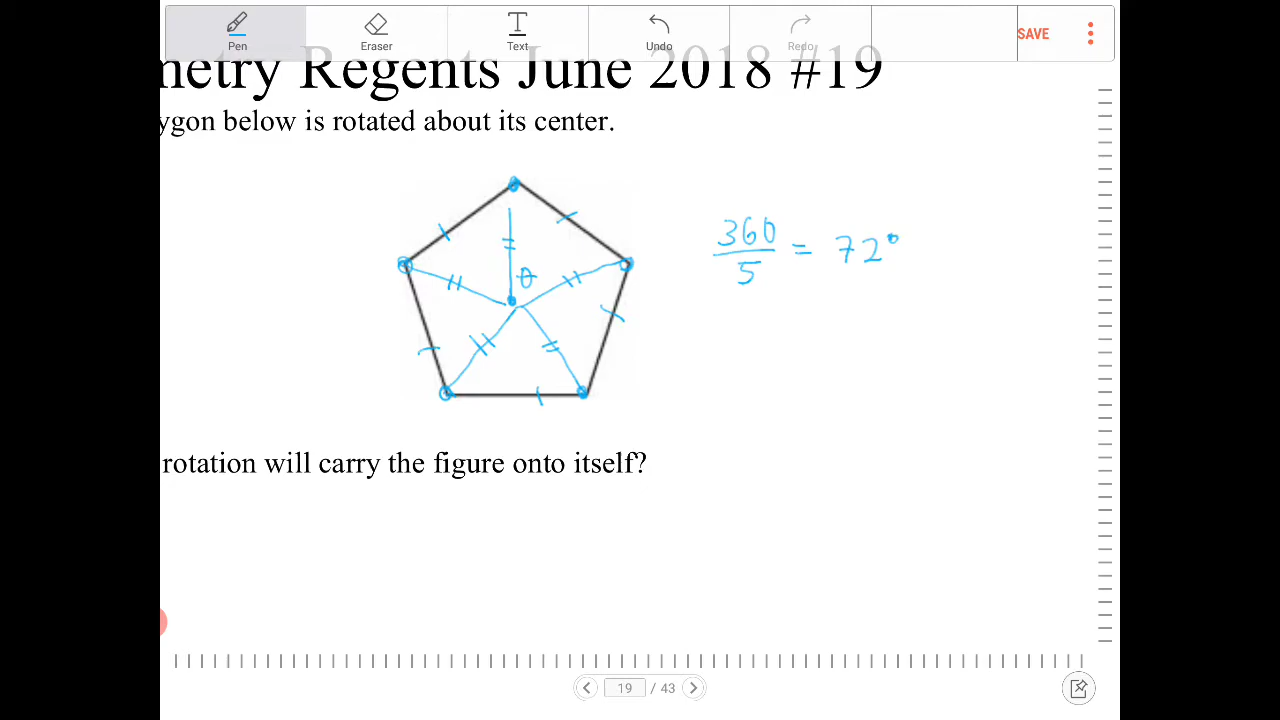 Pen Eraser Text Undo Redo SAVE
metry Regents June 2018 #19
ygon below is rotated about its center.
360/5 = 72°
θ
rotation will carry the figure onto itself?
19 / 43